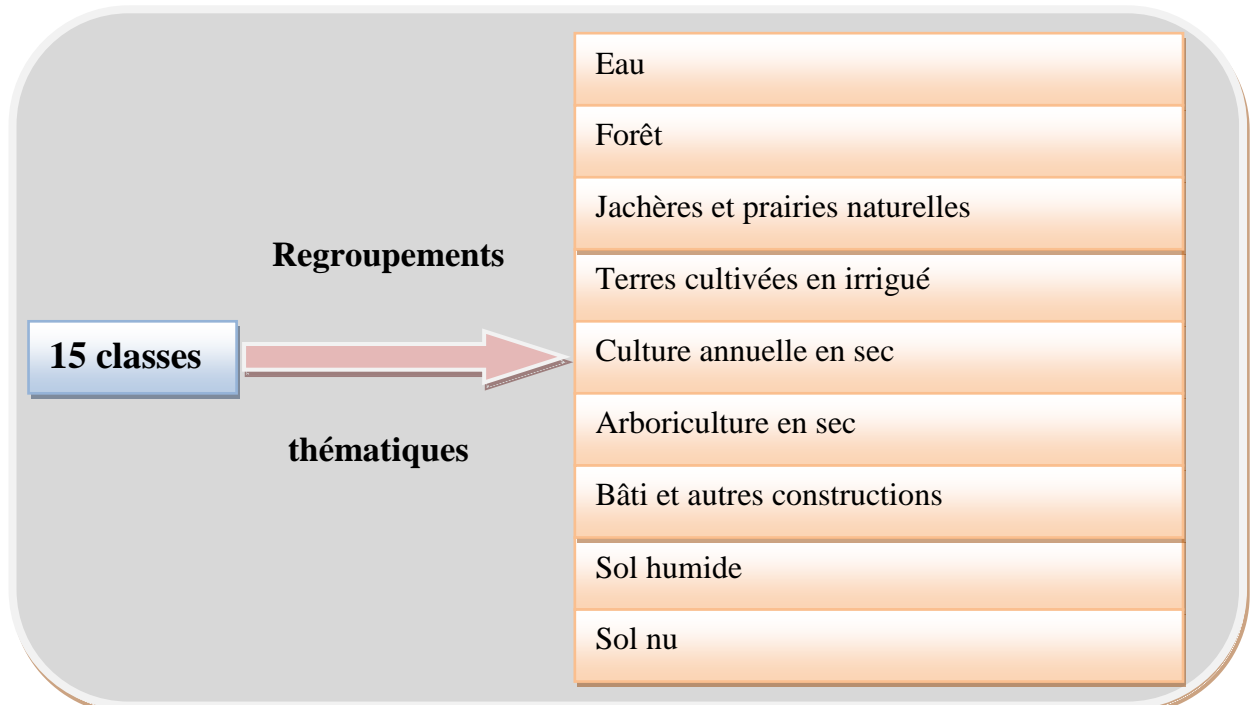 15 classes
Regroupements
thématiques
Eau
Forêt
Jachères et prairies naturelles
Terres cultivées en irrigué
Culture annuelle en sec
Arboriculture en sec
Bâti et autres constructions
Sol humide
Sol nu